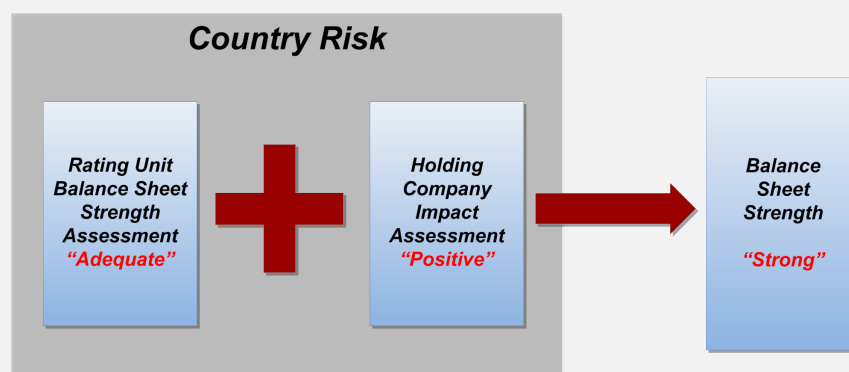 Country Risk
Rating Unit
Balance Sheet
Strength
Assessment
“Adequate”
Holding
Company
Impact
Assessment
“Positive”
Balance
Sheet
Strength
“Strong”